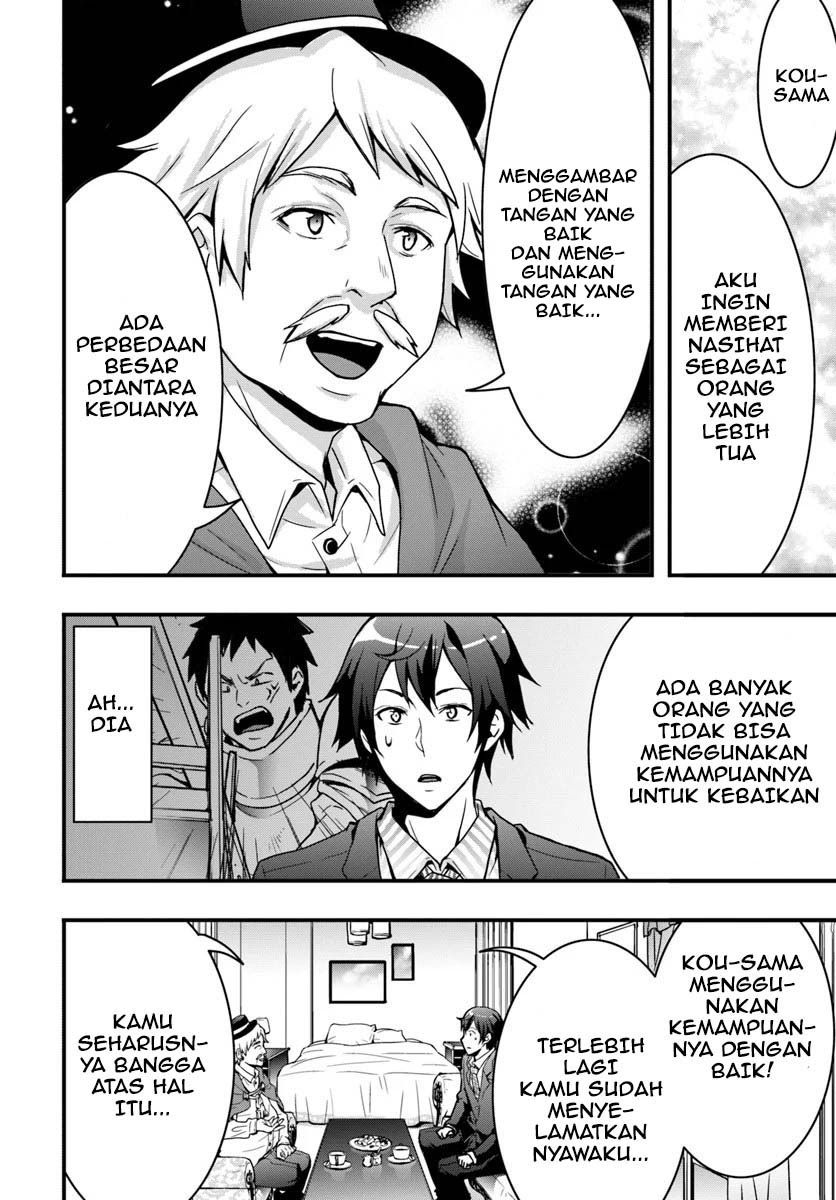 KOU-
SAMA
AKU
INGIN
MEMBERI
NASIHAT
SEBAGAI
ORANG
YANG
LEBIH
TUA
MENGGAMBAR
DENGAN
TANGAN YANG
BAIK
DAN MENG-
GUNAKAN
TANGAN YANG
BAIK...
ADA
PERBEDAAN
BESAR
DIANTARA
KEDUANYA
ADA BANYAK
ORANG YANG
TIDAK BISA
MENGGUNAKAN
KEMAMPUANNYA
UNTUK KEBAIKAN
AH...
DIA
KOU-SAMA
MENGGU-
NAKAN
KEMAMPUAN-
NYA DENGAN
BAIK!
TERLEBIH
LAGI
KAMU SUDAH
MENYE-
LAMATKAN
NYAWAKU...
KAMU
SEHARUSN-
YA BANGGA
ATAS HAL
ITU...